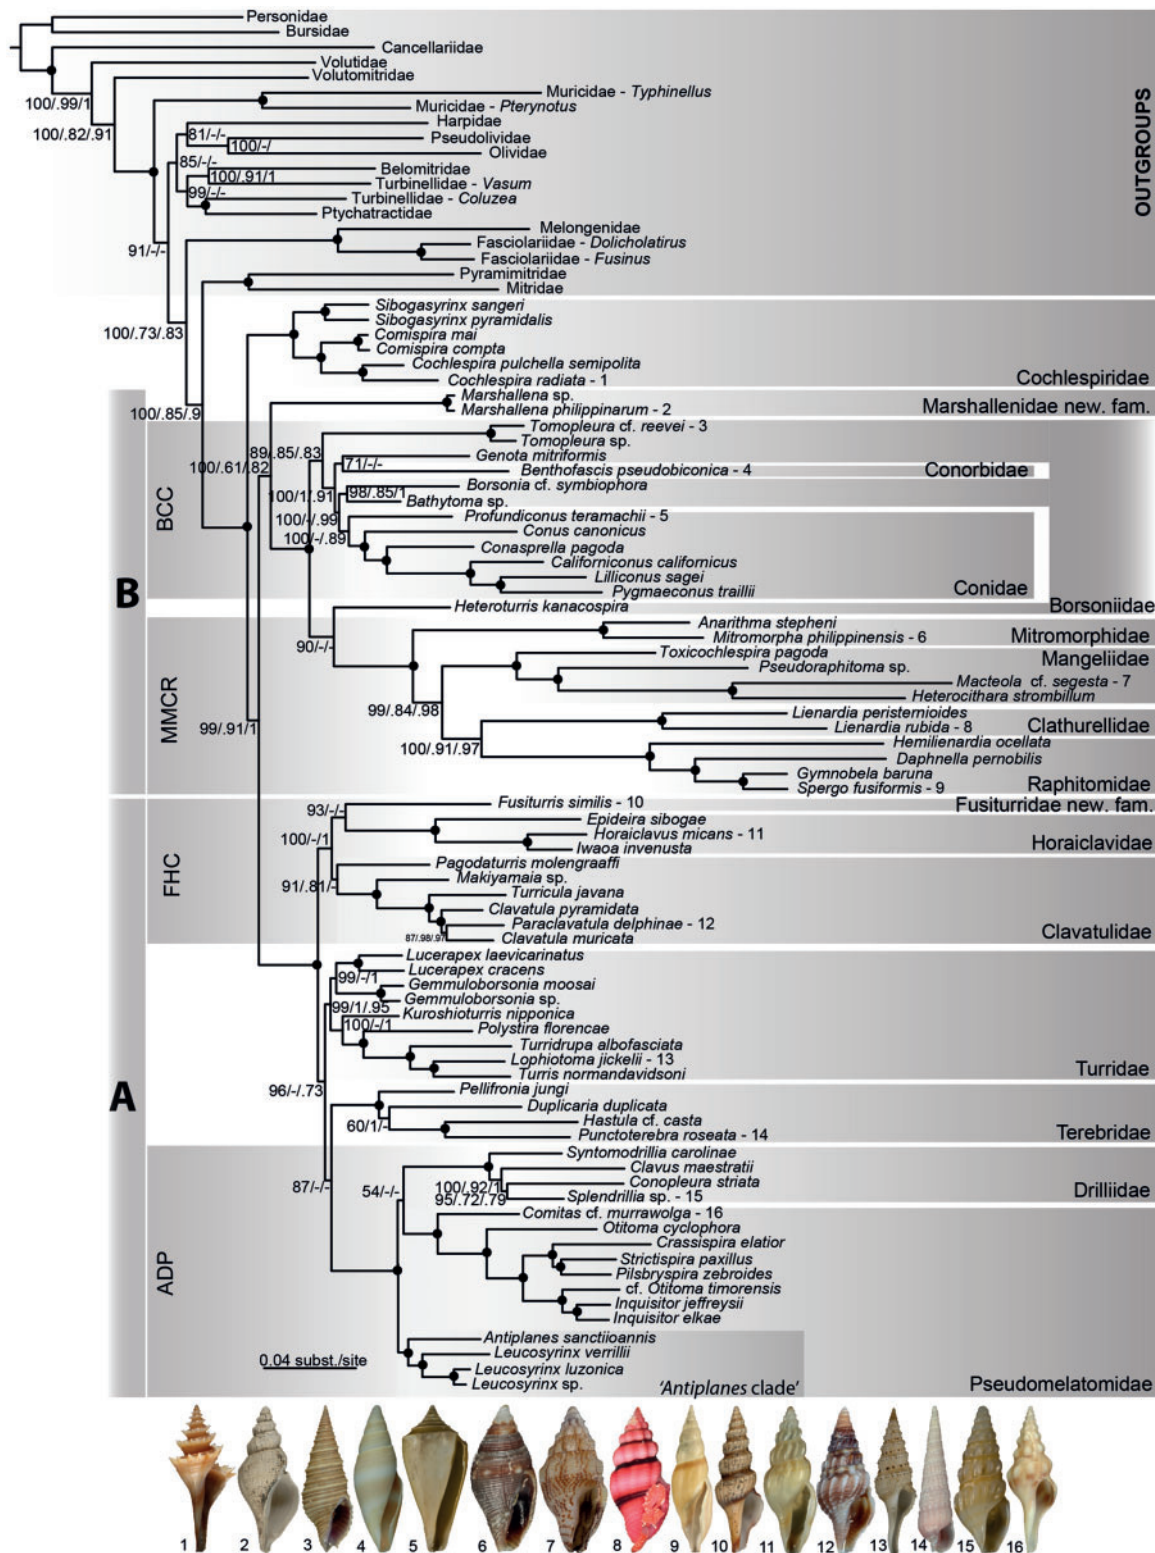 Personidae
Bursidae
Cancellariidae
Volutidae
Volutomitridae
100/.99/1
Muricidae - Typhinellus
Muricidae - Pterynotus
100/.82/.91
Harpidae
81/-/-
Pseudolividae
100/-/
Olividae
85/-/-
Belomitridae
100/.91/1
Turbinellidae - Vasum
99/-/-
Turbinellidae - Coluzea
Ptychatractidae
OUTGROUPS
Melongenidae
91/-/-
Fasciolariidae - Dolicholatirus
Fasciolariidae - Fusinus
Pyramimitridae
Mitridae
Sibogasyrinx sangeri
Sibogasyrinx pyramidalis
100/.73/.83
Comispira mai
Comispira compta
Cochlespira pulchella semipolita
Cochlespira radiata - 1
Cochlespiridae
Marshallena sp.
100/.85/.9
Marshallena philippinarum - 2
Marshallenidae new. fam.
Tomopleura cf. reevei - 3
Tomopleura sp.
89/.85/.83
Genota mitriformis
100/.61/.82
71/-/-
Benthofascis pseudobiconica - 4
Conorbidae
Borsonia cf. symbiophora
98/.85/1
100/1/.91
Bathytoma sp.
BCC
Profundiconus teramachii - 5
100/-/.99
Conus canonicus
100/-/.89
Conasprella pagoda
Californiconus californicus
Lilliconus sagei
B
Pygmaeconus traillii
Conidae
Heteroturris kanacospira
Borsoniidae
Anarithma stepheni
90/-/-
Mitromorpha philippinensis - 6
Mitromorphidae
Toxicochlespira pagoda
Mangeliidae
Pseudoraphitoma sp.
Macteola cf. segesta - 7
Heterocithara strombillum
99/.84/.98
MMCR
Lienardia peristernioides
99/.91/1
Lienardia rubida - 8
Clathurellidae
100/.91/.97
Hemilienardia ocellata
Daphnella pernobilis
Gymnobela baruna
Spergo fusiformis - 9
Raphitomidae
Fusiturris similis - 10
Fusiturridae new. fam.
93/-/-
Epideira sibogae
Horaiclavus micans - 11
100/-/1
Iwaoa invenusta
Horaiclavidae
Pagodaturris molengraaffi
FHC
91/.81/-
Makiyamaia sp.
Turricula javana
Clavatula pyramidata
Paraclavatula delphinae - 12
87/.98/.97
Clavatula muricata
Clavatulidae
Lucerapex laevicarinatus
99/-/1
Lucerapex cracens
Gemmuloborsonia moosai
Gemmuloborsonia sp.
99/1/.95
Kuroshioturris nipponica
100/-/1
Polystira florencae
Turridrupa albofasciata
Lophiotoma jickelii - 13
Turris normandavidsoni
Turridae
96/-/.73
A
Pellifronia jungi
Duplicaria duplicata
60/1/-
Hastula cf. casta
Punctoterebra roseata - 14
Terebridae
Syntomodrillia carolinae
Clavus maestratii
87/-/-
54/-/-
100/.92/1
Conopleura striata
95/.72/.79
Splendrillia sp. - 15
Drilliidae
Comitas cf. murrawolga - 16
Otitoma cyclophora
Crassispira elatior
ADP
Strictispira paxillus
Pilsbryspira zebroides
cf. Otitoma timorensis
Inquisitor jeffreysii
Inquisitor elkae
Antiplanes sanctiioannis
Leucosyrinx verrillii
0.04 subst./site
Leucosyrinx luzonica
Leucosyrinx sp.
'Antiplanes clade'
Pseudomelatomidae
1 2 3 4 5 6 7 8 9 10 11 12 13 14 15 16